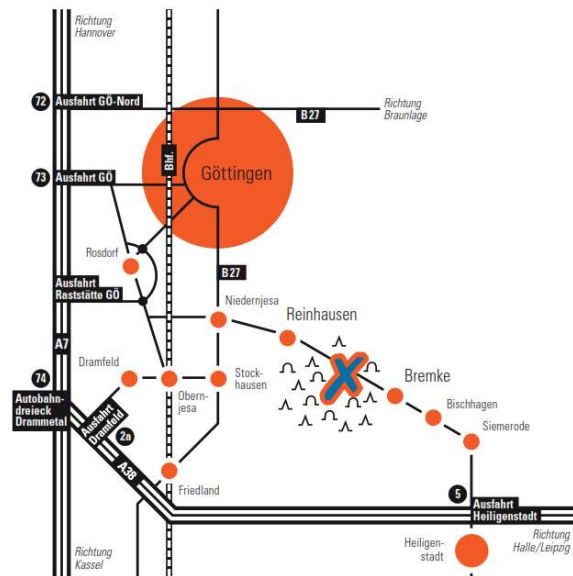 Richtung
Hannover
72
Ausfahrt GÖ-Nord
B27
Richtung
Braunlage
Bhf.
73
Ausfahrt GÖ
Göttingen
Rosdorf
B27
Ausfahrt
Raststätte GÖ
Niedernjesa
Reinhausen
A7
Dramfeld
74
Stock-
hausen
Bremke
Autobahn-
dreieck
Drammetal
Obern-
jesa
Ausfahrt
Dramfeld
2a
Bischhagen
Siemerode
A38
Friedland
5
Ausfahrt
Heiligenstadt
Richtung
Halle/Leipzig
Heiligen-
stadt
Richtung
Kassel